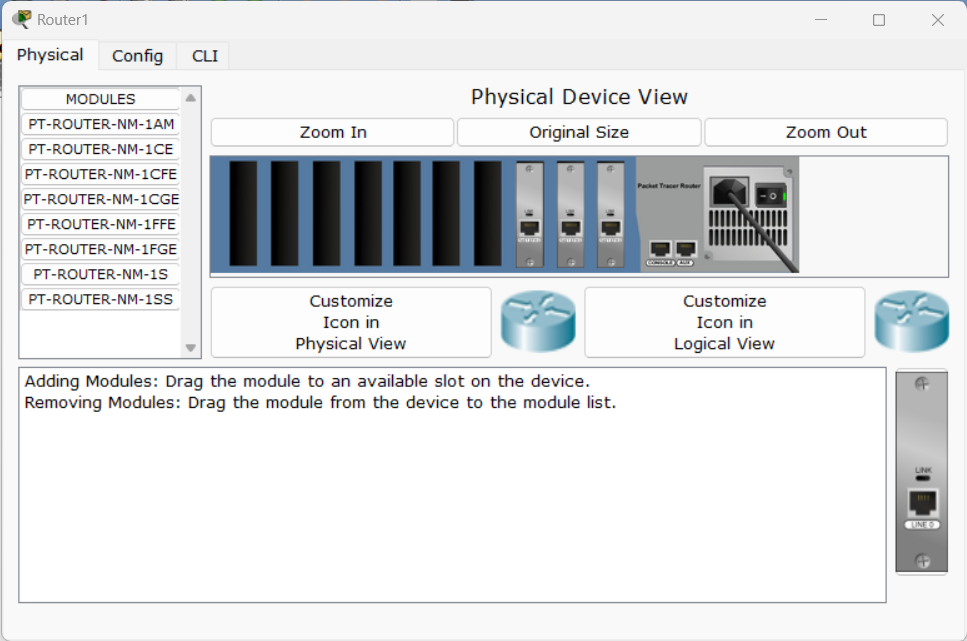 Router1
Physical
Config
CLI
MODULES
PT-ROUTER-NM-1AM
PT-ROUTER-NM-1CE
PT-ROUTER-NM-1CFE
PT-ROUTER-NM-1CGE
PT-ROUTER-NM-1FFE
PT-ROUTER-NM-1FGE
PT-ROUTER-NM-1S
PT-ROUTER-NM-1SS
Physical Device View
Zoom In
Original Size
Zoom Out
Packet Tracer Router
CONSOLE
AUX
Customize
Icon in
Physical View
Customize
Icon in
Logical View
Adding Modules: Drag the module to an available slot on the device.
Removing Modules: Drag the module from the device to the module list.
LINK
LINE 0